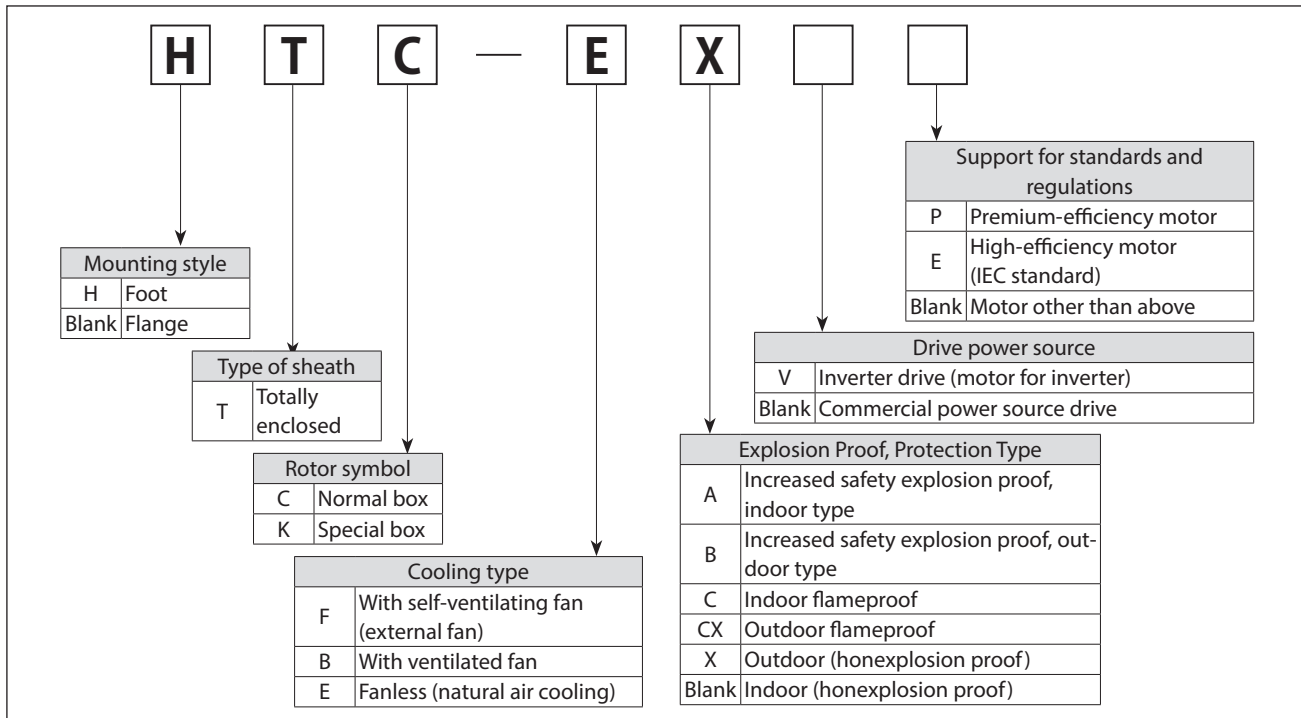 H T C — E X
Support for standards and
regulations
P Premium-efficiency motor
E High-efficiency motor
(IEC standard)
Blank Motor other than above
Mounting style
H Foot
Blank Flange
Drive power source
V Inverter drive (motor for inverter)
Blank Commercial power source drive
Type of sheath
T Totally
enclosed
Explosion Proof, Protection Type
A Increased safety explosion proof,
indoor type
B Increased safety explosion proof, out-
door type
C Indoor flameproof
CX Outdoor flameproof
X Outdoor (honexplosion proof)
Blank Indoor (honexplosion proof)
Rotor symbol
C Normal box
K Special box
Cooling type
F With self-ventilating fan
(external fan)
B With ventilated fan
E Fanless (natural air cooling)